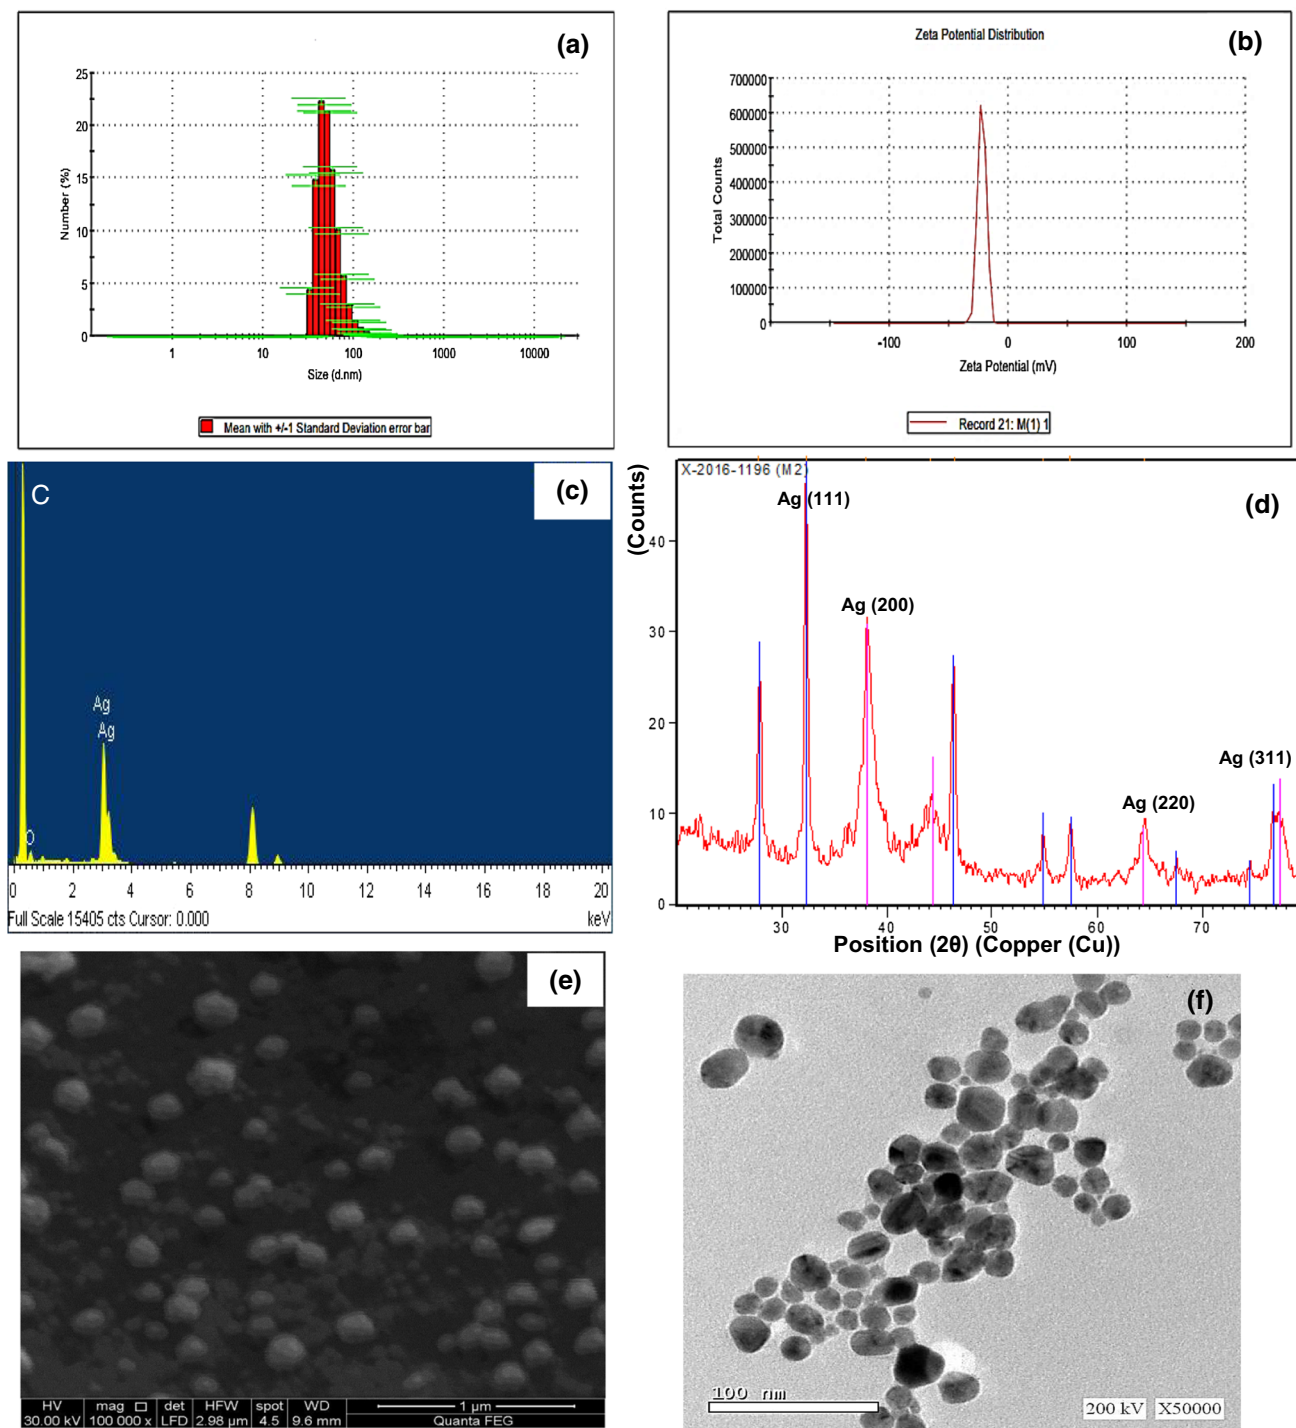 (a)
25
20
15
10
5
0
Number (%)
1 10 100 1000 10000
Size (d.nm)
Mean with +/-1 Standard Deviation error bar
Zeta Potential Distribution
(b)
700000
600000
500000
400000
300000
200000
100000
0
Total Counts
-100 0 100 200
Zeta Potential (mV)
Record 21: M(1) 1
C
(c)
Ag
Ag
O
0 2 4 6 8 10 12 14 16 18 20
Full Scale 15405 cts Cursor: 0.000 keV
X-2016-1196 (M2)
(d)
(Counts)
Ag (111)
Ag (200)
Ag (220)
Ag (311)
40
30
20
10
0
30 40 50 60 70
Position (2θ) (Copper (Cu))
(e)
HV mag det HFW spot WD 1 µm
30.00 kV 100 000 x LFD 2.98 µm 4.5 9.6 mm Quanta FEG
(f)
100 nm
200 kV X50000